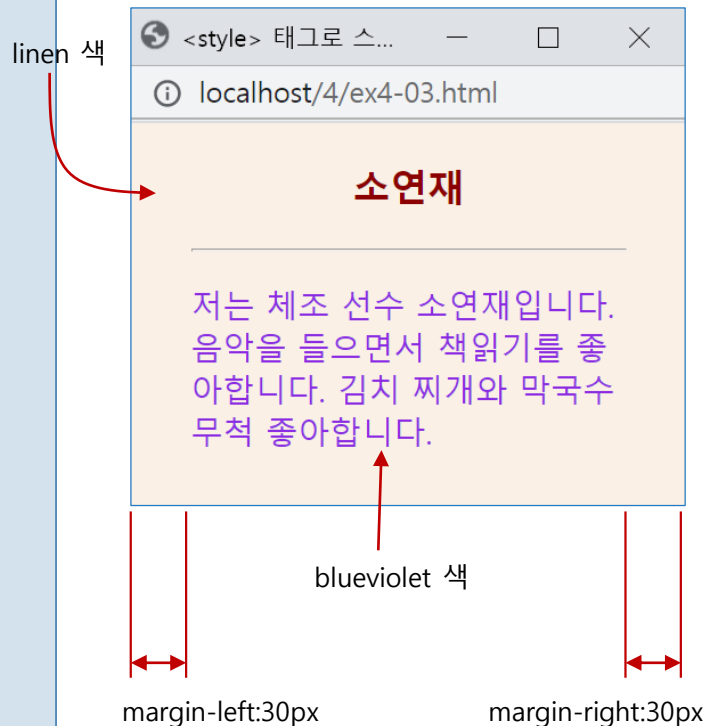 <style> 태그로 스...
linen 색
localhost/4/ex4-03.html
소연재
저는 체조 선수 소연재입니다.
음악을 들으면서 책읽기를 좋
아합니다. 김치 찌개와 막국수
무척 좋아합니다.
blueviolet 색
margin-left:30px
margin-right:30px